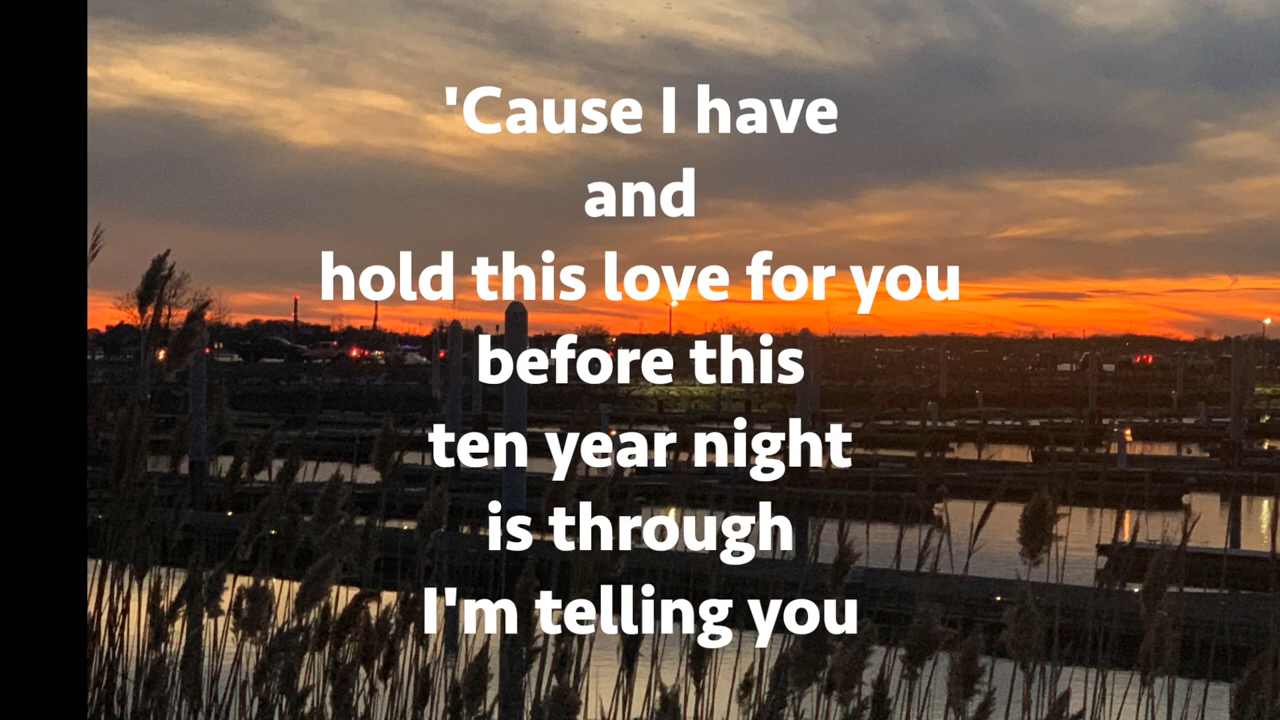 'Cause I have
and
hold this love for you
before this
ten year night
is through
I'm telling you